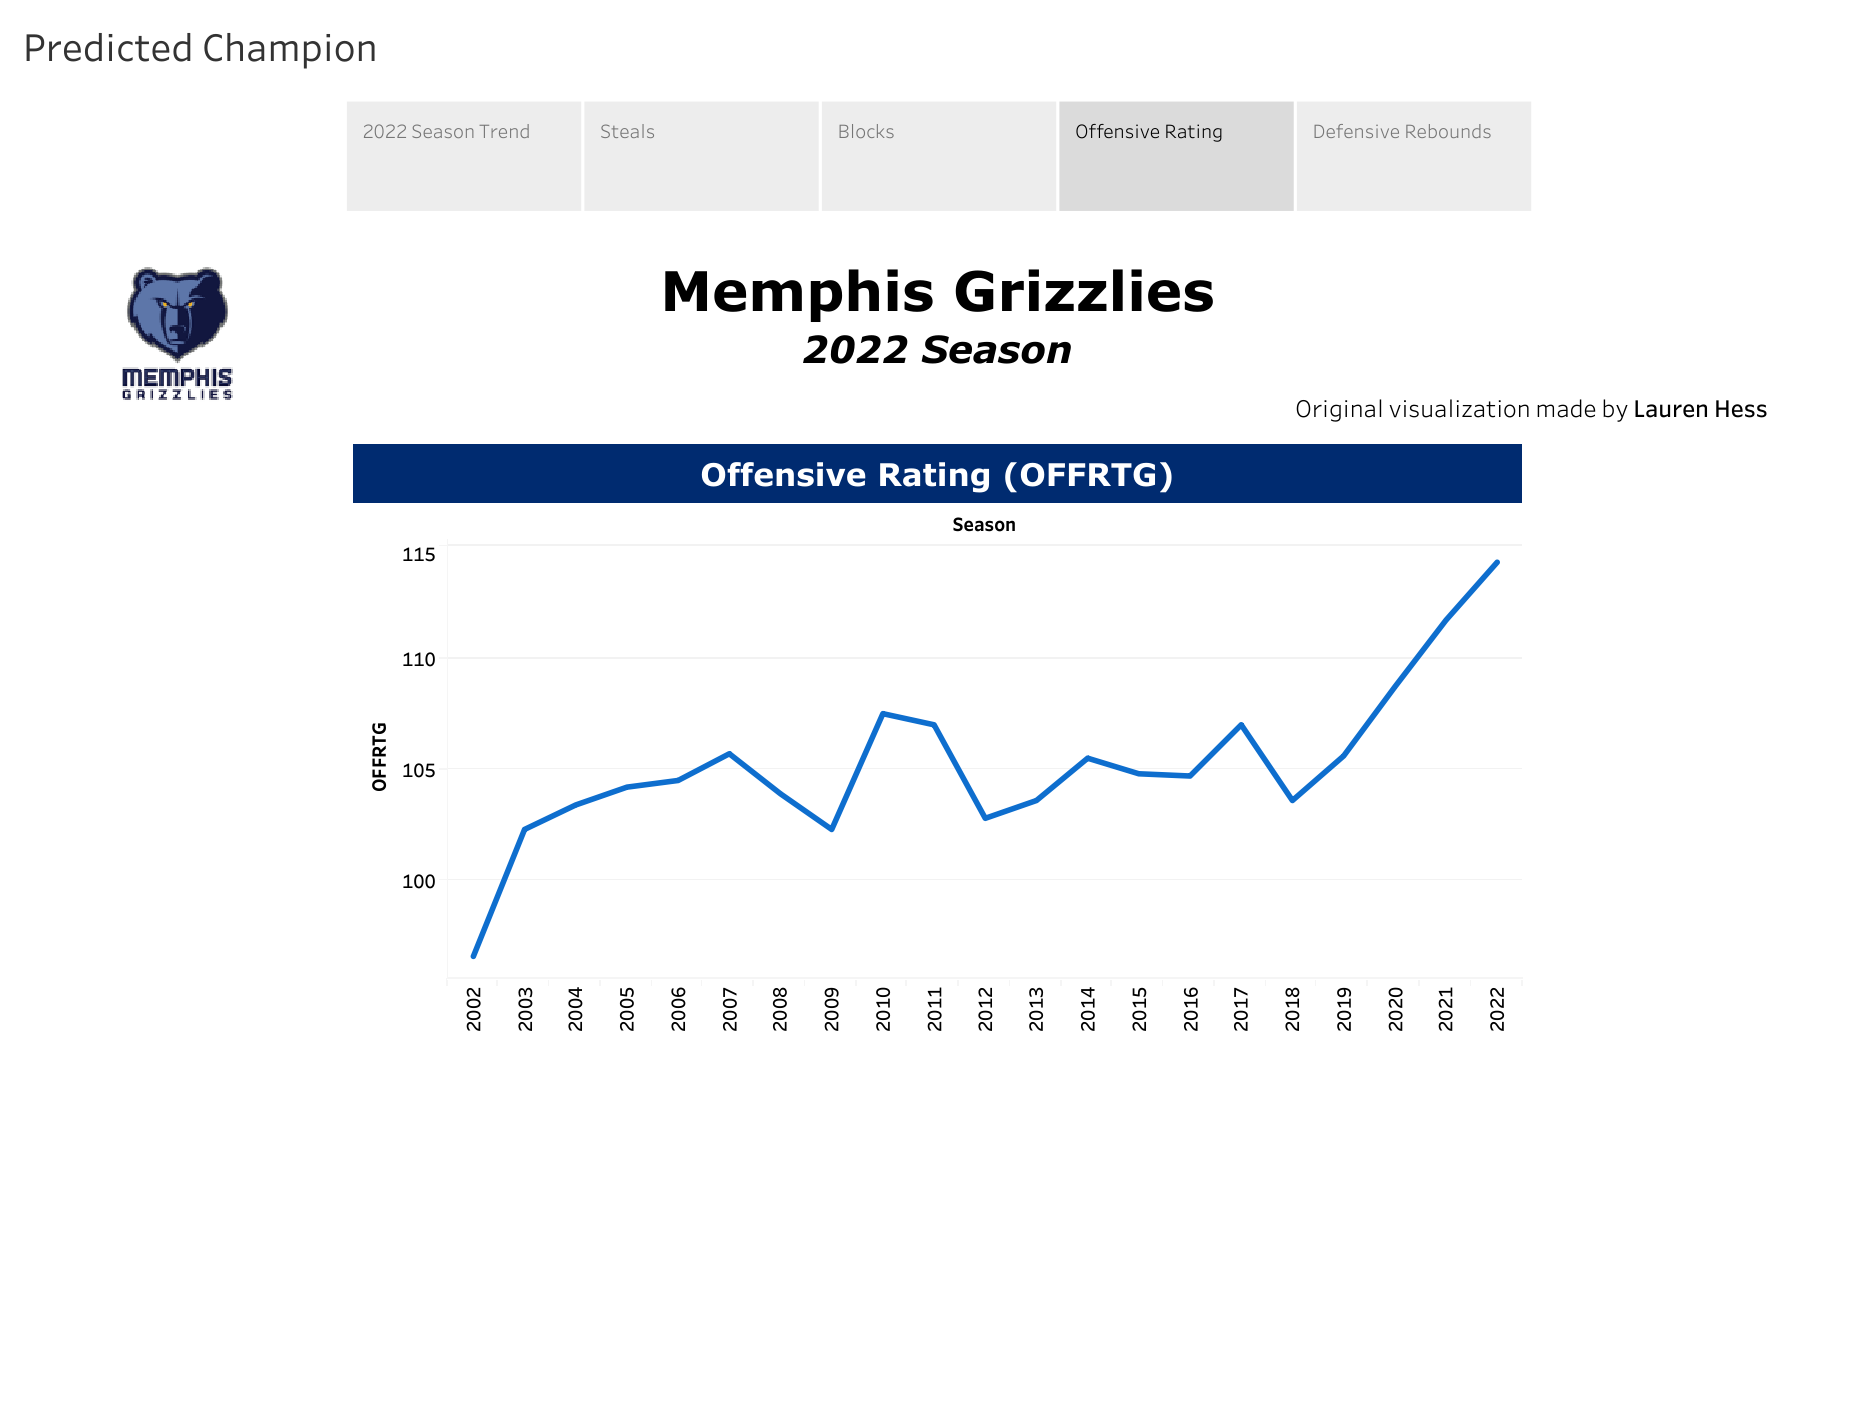 Predicted Champion
2022 Season Trend
Steals
Blocks
Offensive Rating
Defensive Rebounds
Memphis Grizzlies
2022 Season
MEMPHIS
GRIZZLIES
Original visualization made by Lauren Hess
Offensive Rating (OFFRTG)
Season
115
110
105
100
OFFRTG
2002
2003
2004
2005
2006
2007
2008
2009
2010
2011
2012
2013
2014
2015
2016
2017
2018
2019
2020
2021
2022